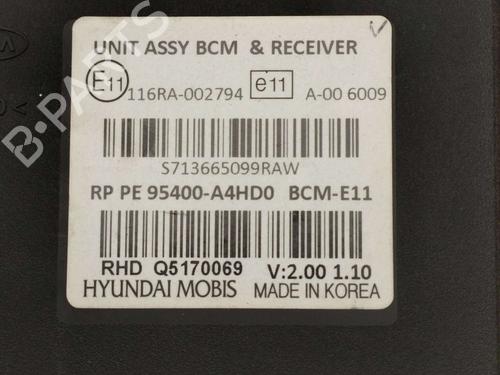 UNIT ASSY BCM & RECEIVER
E11 116RA-002794 e11 A-00 6009
S713665099RAW
RP PE 95400-A4HD0 BCM-E11
RHD Q5170069 V:2.00 1.10
HYUNDAI MOBIS MADE IN KOREA
B-PARTS